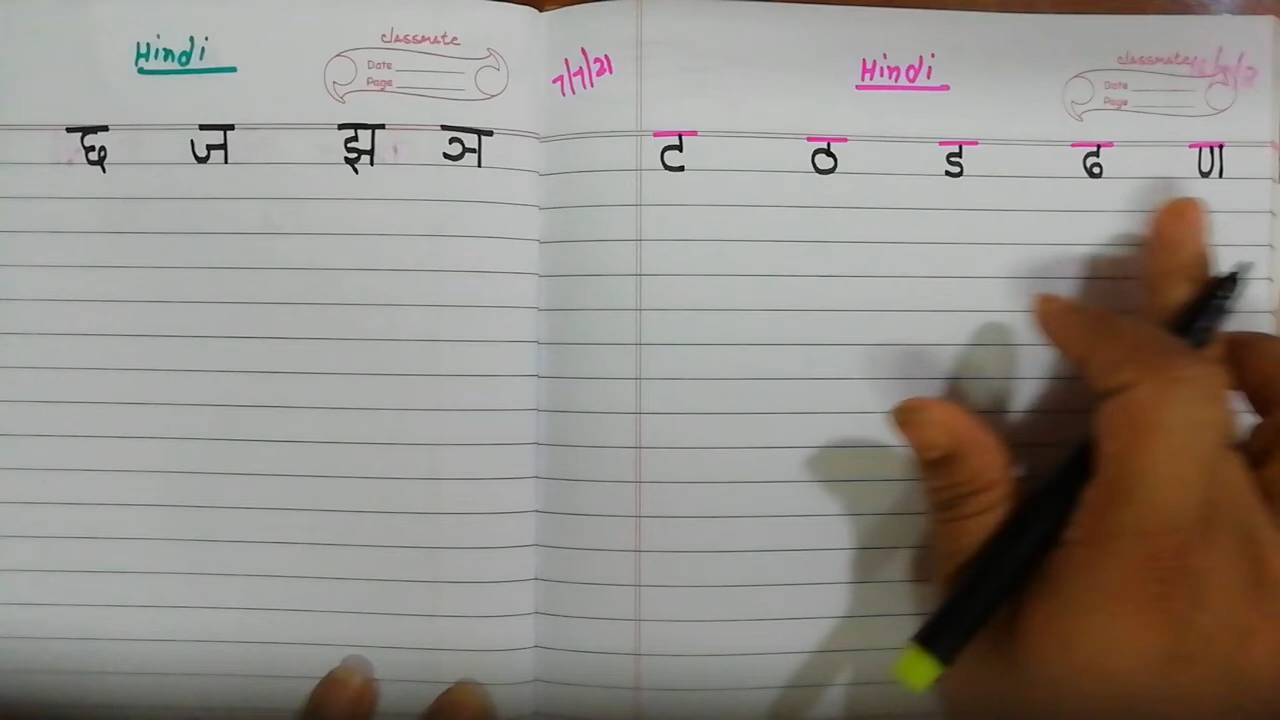 Hindi
classmate
Date
Page
छ ज झ ञ
7/7/21
Hindi
classmate
Date
Page
ट ठ ड ढ ण